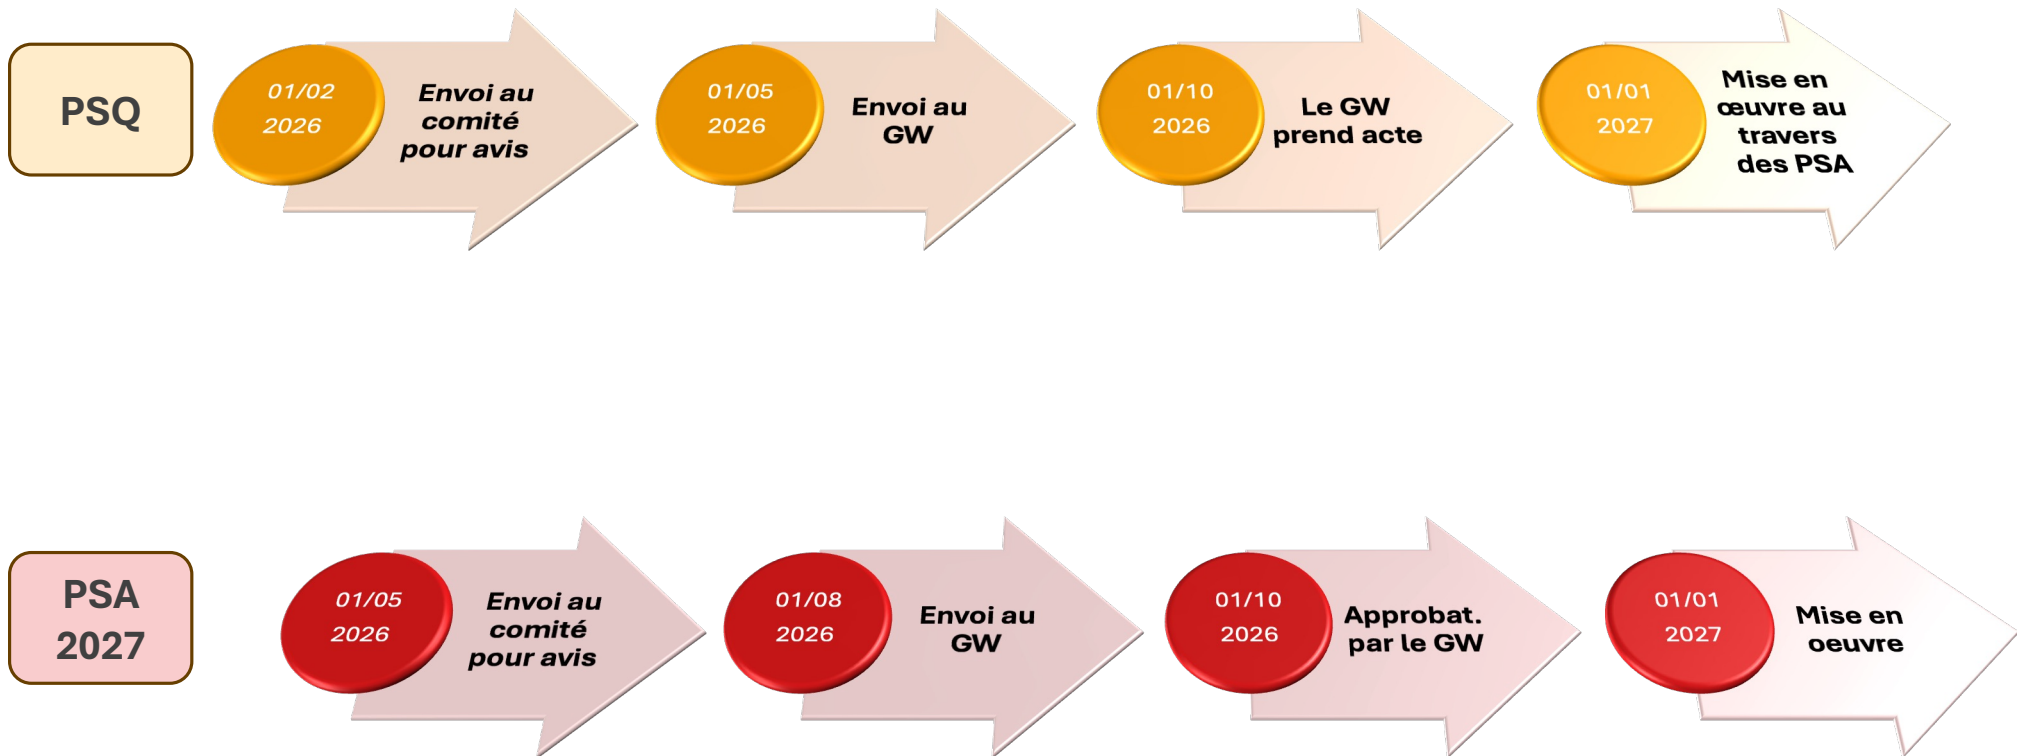 PSQ
01/02
2026
Envoi au
comité
pour avis
01/05
2026
Envoi au
GW
01/10
2026
Le GW
prend acte
01/01
2027
Mise en
œuvre au
travers
des PSA
PSA
2027
01/05
2026
Envoi au
comité
pour avis
01/08
2026
Envoi au
GW
01/10
2026
Approbat.
par le GW
01/01
2027
Mise en
oeuvre